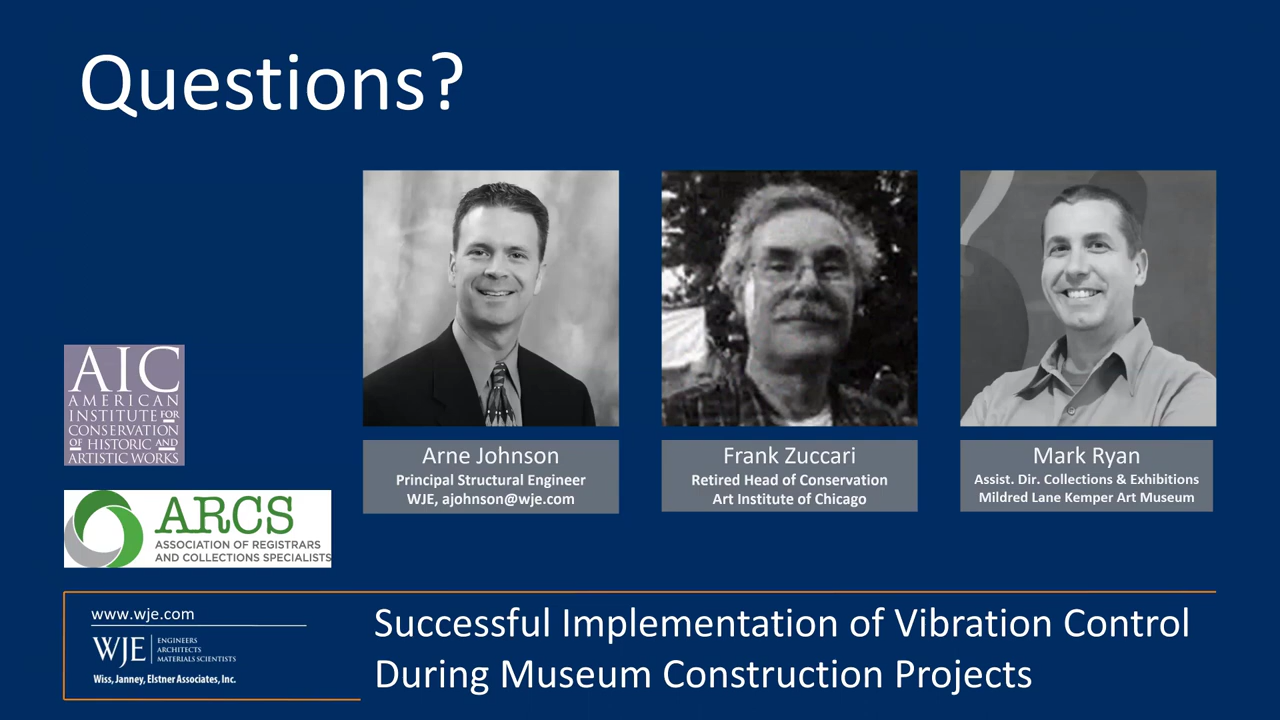 Questions?
AIC
AMERICAN
INSTITUTE FOR
CONSERVATION
OF HISTORIC AND
ARTISTIC WORKS
ARCS
ASSOCIATION OF REGISTRARS
AND COLLECTIONS SPECIALISTS
Arne Johnson
Principal Structural Engineer
WJE, ajohnson@wje.com
Frank Zuccari
Retired Head of Conservation
Art Institute of Chicago
Mark Ryan
Assist. Dir. Collections & Exhibitions
Mildred Lane Kemper Art Museum
www.wje.com
WJE
ENGINEERS
ARCHITECTS
MATERIALS SCIENTISTS
Wiss, Janney, Elstner Associates, Inc.
Successful Implementation of Vibration Control
During Museum Construction Projects